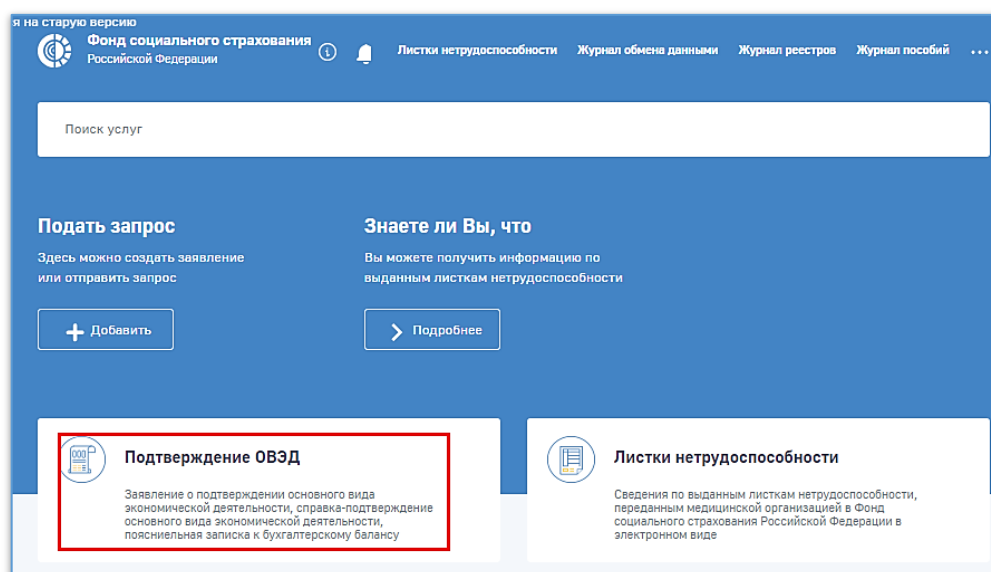 я на старую версию
Фонд социального страхования
Российской Федерации
Листки нетрудоспособности Журнал обмена данными Журнал реестров Журнал пособий ...
Поиск услуг
Подать запрос
Здесь можно создать заявление
или отправить запрос
Добавить
Знаете ли Вы, что
Вы можете получить информацию по
выданным листкам нетрудоспособности
Подробнее
Подтверждение ОВЭД
Заявление о подтверждении основного вида
экономической деятельности, справка-подтверждение
основного вида экономической деятельности,
пояснительная записка к бухгалтерскому балансу
Листки нетрудоспособности
Сведения по выданным листкам нетрудоспособности,
переданным медицинской организацией в Фонд
социального страхования Российской Федерации в
электронном виде